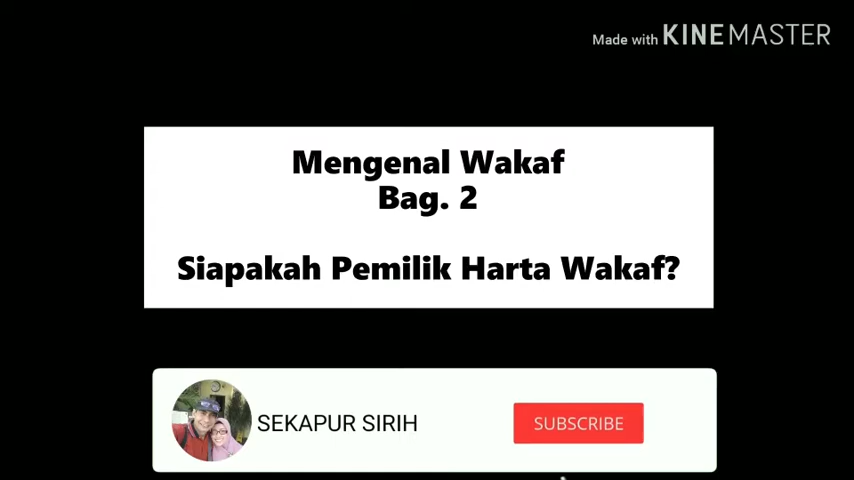 Made with KINEMASTER
Mengenal Wakaf
Bag. 2
Siapakah Pemilik Harta Wakaf?
SEKAPUR SIRIH
SUBSCRIBE